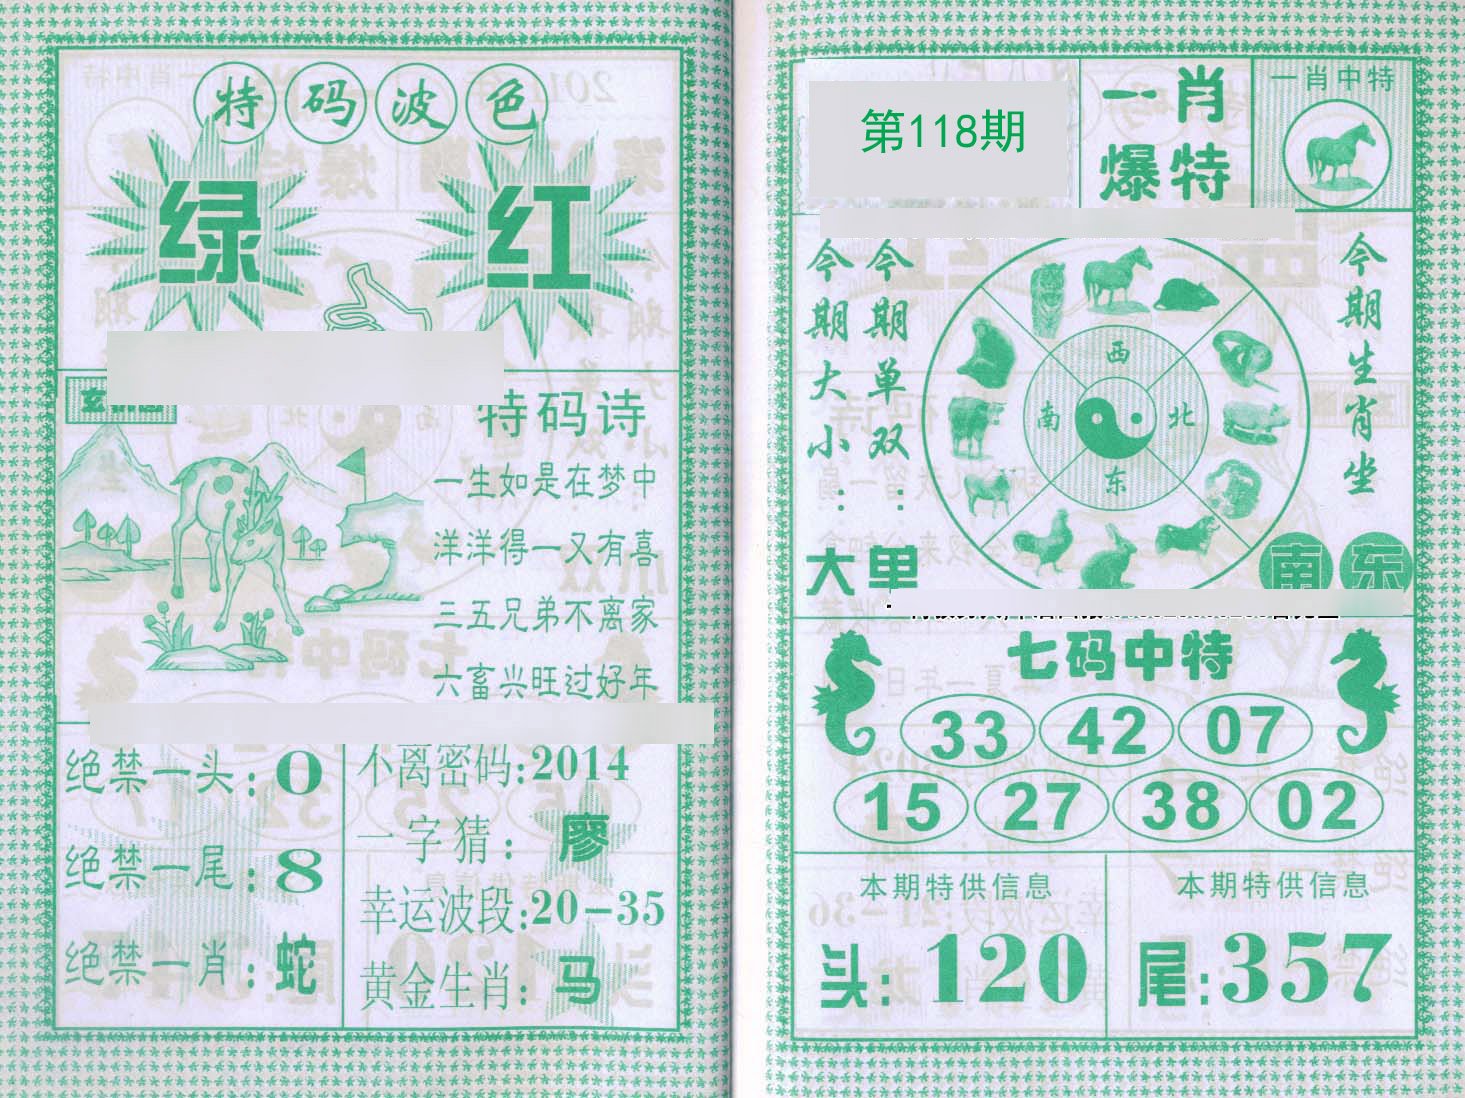 特码波色
绿 红
特码诗
一生如是在梦中
洋洋得一又有喜
三五兄弟不离家
六畜兴旺过好年
绝禁一头:0
绝禁一尾:8
绝禁一肖:蛇
不离密码:2014
一字猜:廖
幸运波段:20-35
黄金生肖:马
第118期
一肖
爆特
一肖中特
今期大小:大
今期单双:单
西
南 北
东
今期生肖坐
南 东
七码中特
33 42 07
15 27 38 02
本期特供信息
头:120
本期特供信息
尾:357